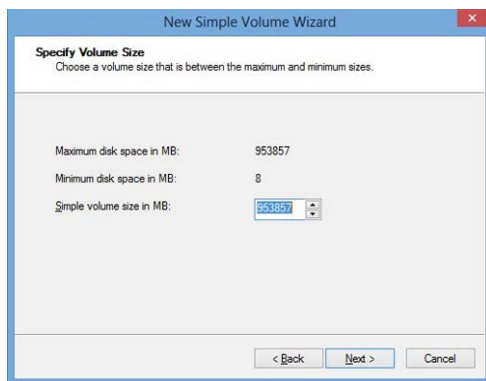 New Simple Volume Wizard
Specify Volume Size
Choose a volume size that is between the maximum and minimum sizes.
Maximum disk space in MB: 953857
Minimum disk space in MB: 8
Simple volume size in MB: 953857
< Back Next > Cancel